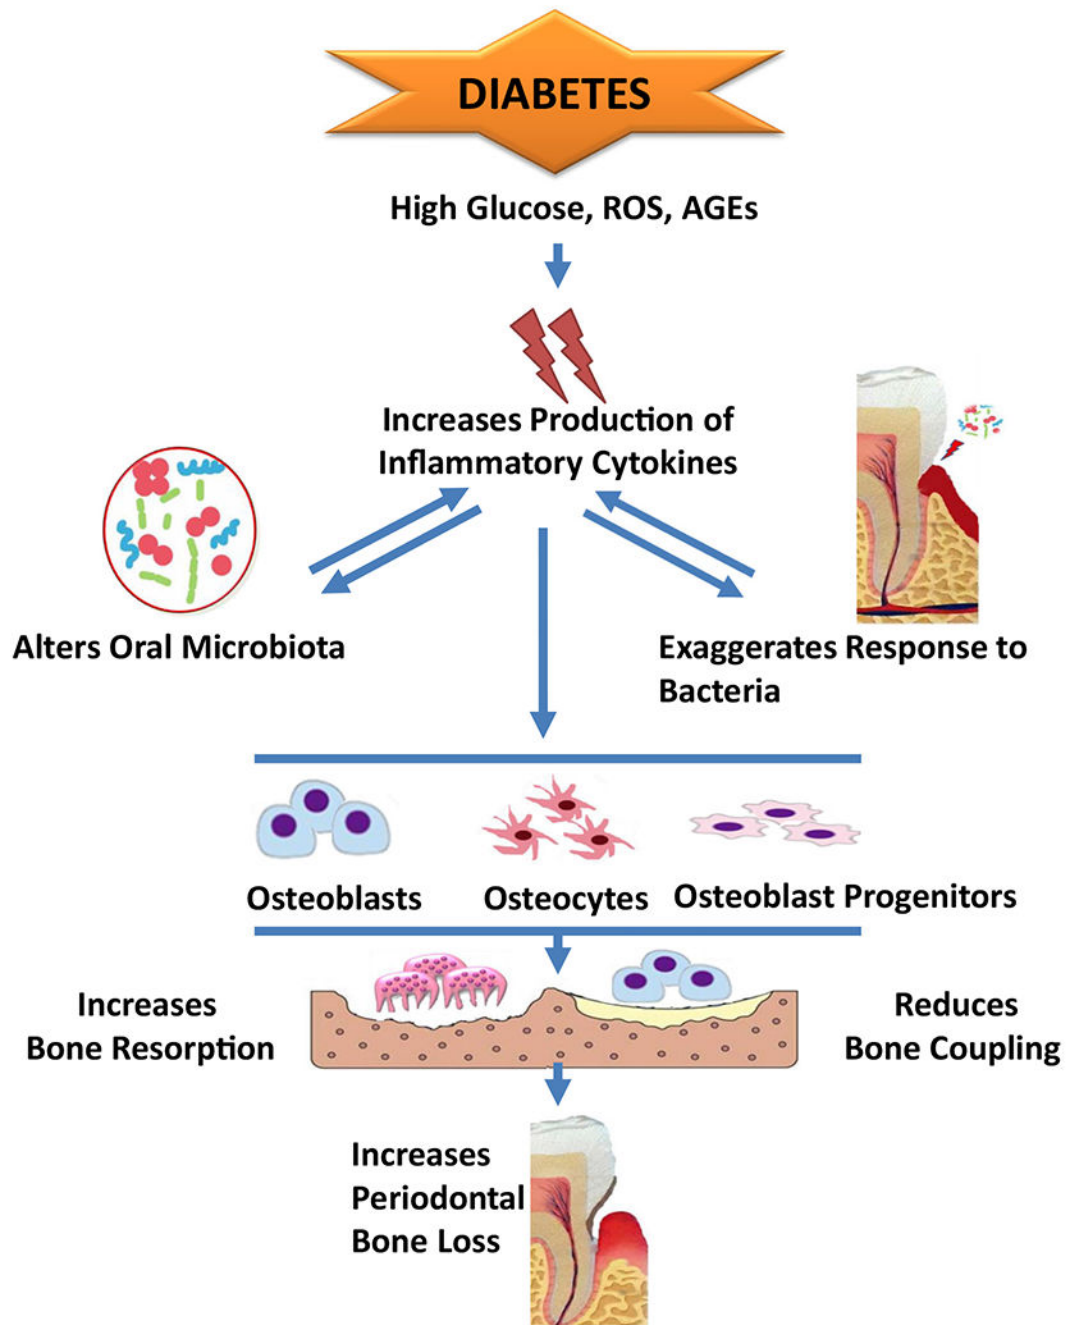 DIABETES
High Glucose, ROS, AGEs
Increases Production of
Inflammatory Cytokines
Alters Oral Microbiota
Exaggerates Response to
Bacteria
Osteoblasts
Osteocytes
Osteoblast Progenitors
Increases
Bone Resorption
Reduces
Bone Coupling
Increases
Periodontal
Bone Loss